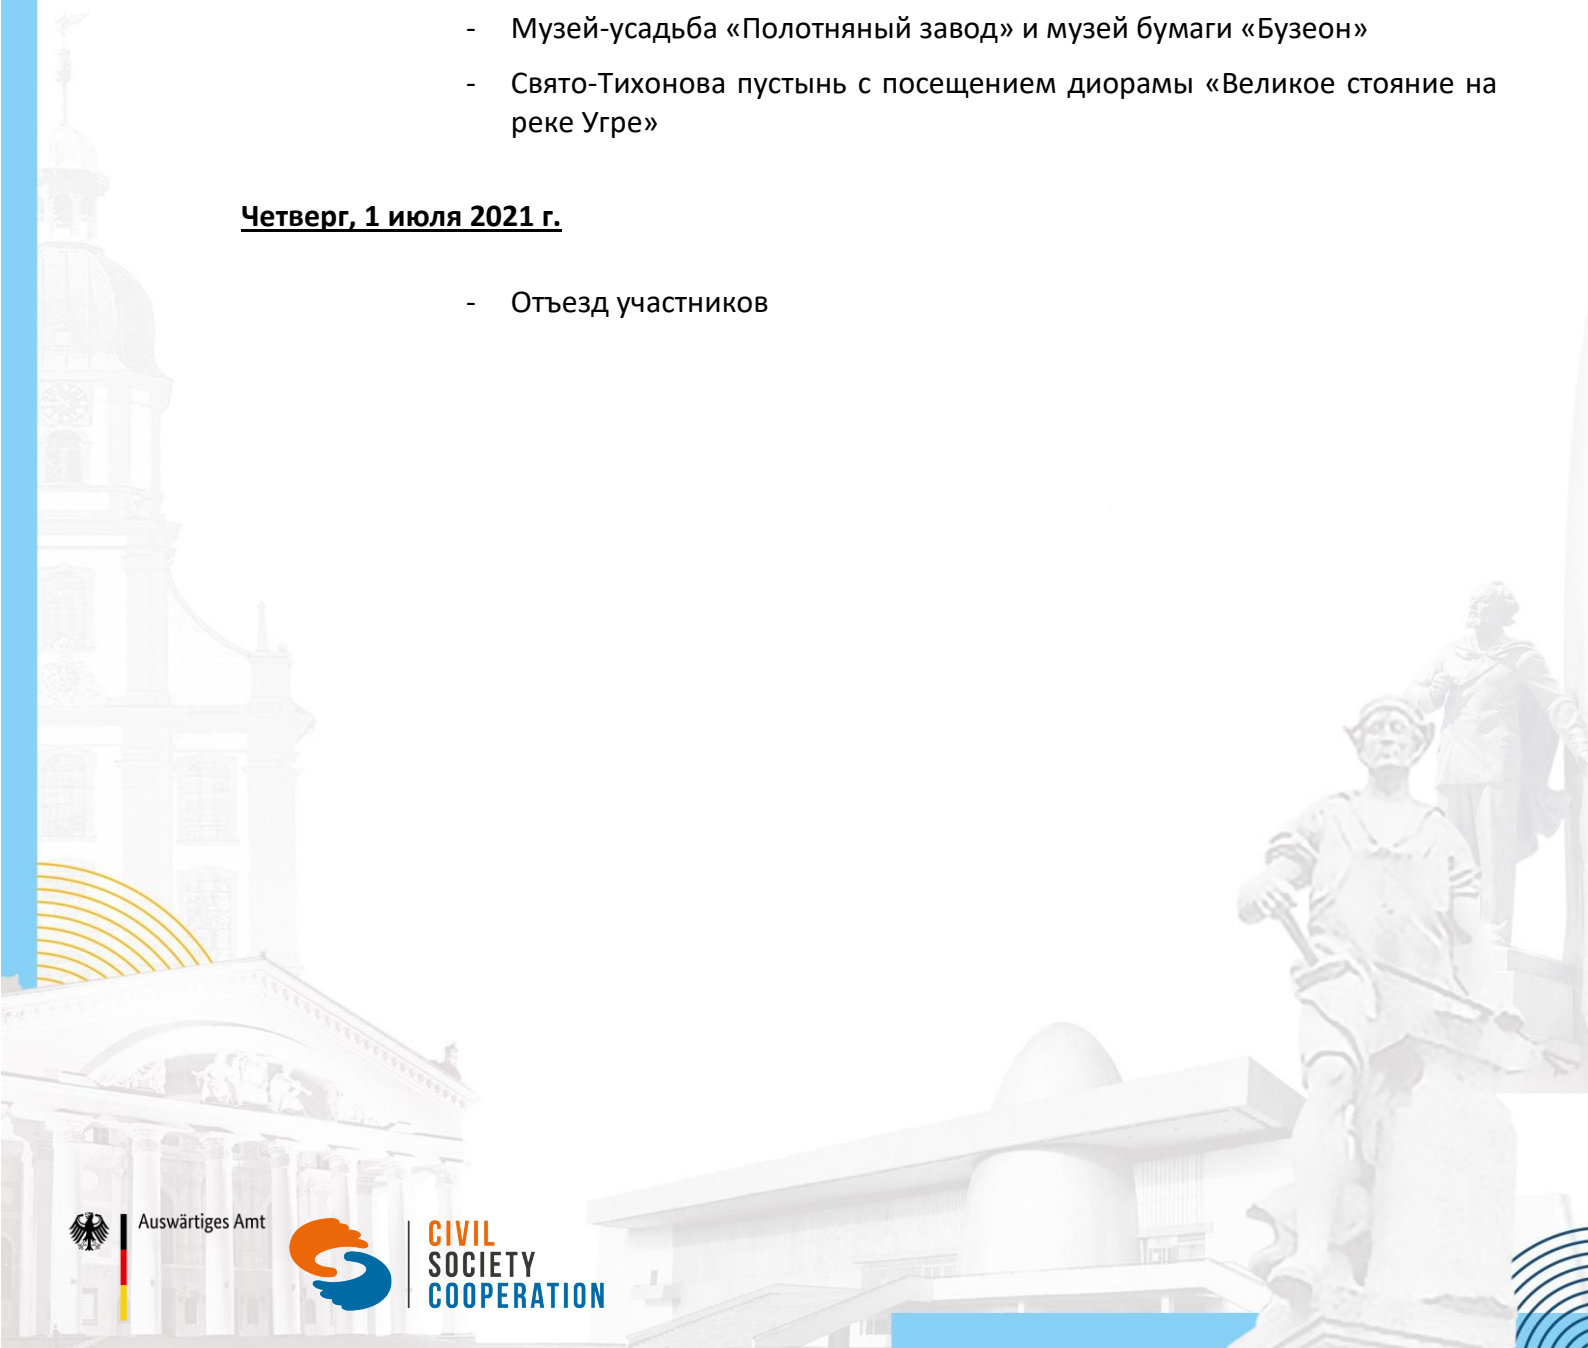 - Музей-усадьба «Полотняный завод» и музей бумаги «Бузеон»
- Свято-Тихонова пустынь с посещением диорамы «Великое стояние на
реке Угре»
Четверг, 1 июля 2021 г.
- Отъезд участников
Auswärtiges Amt
CIVIL
SOCIETY
COOPERATION